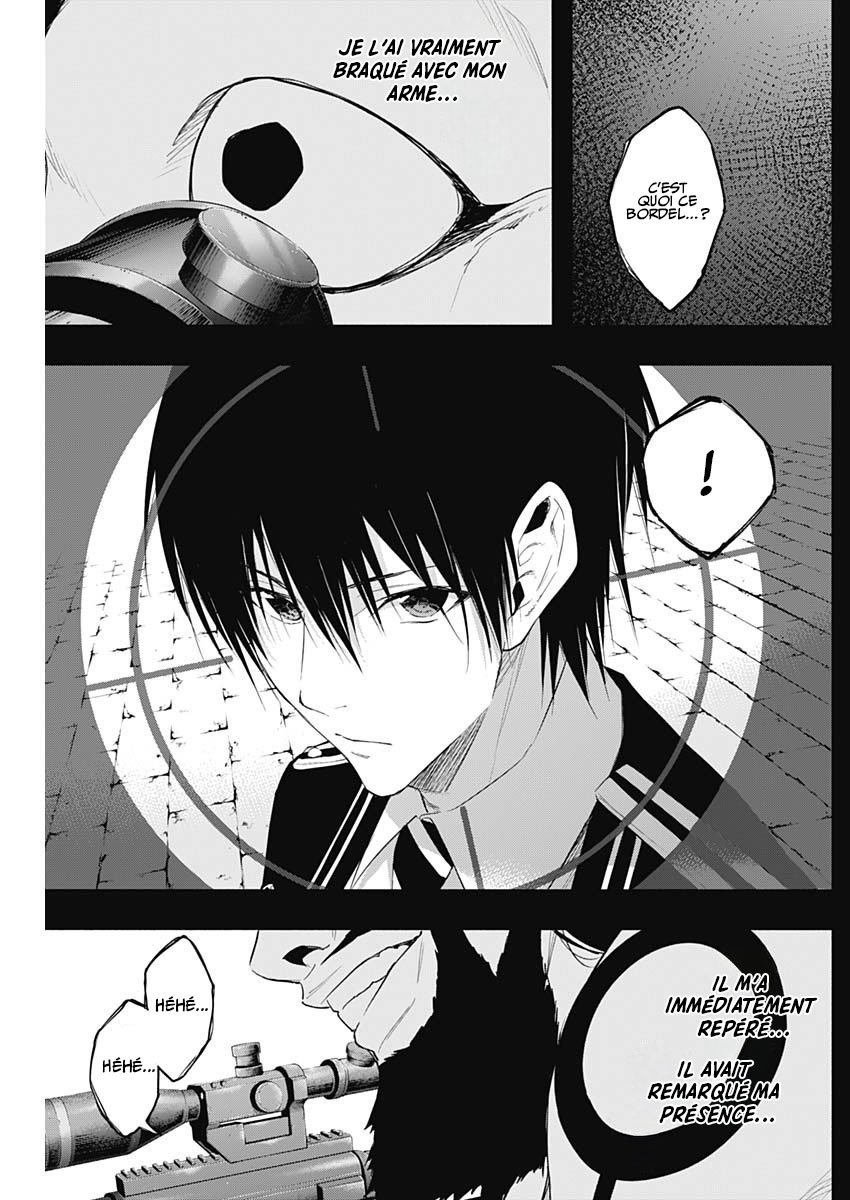 C'EST
QUOI CE
BORDEL...?
JE L'AI VRAIMENT
BRAQUÉ AVEC MON
ARME...
!
IL M'A
IMMÉDIATEMENT
REPÉRÉ...
IL AVAIT
REMARQUÉ MA
PRÉSENCE...
HÉHÉ...
HÉHÉ...